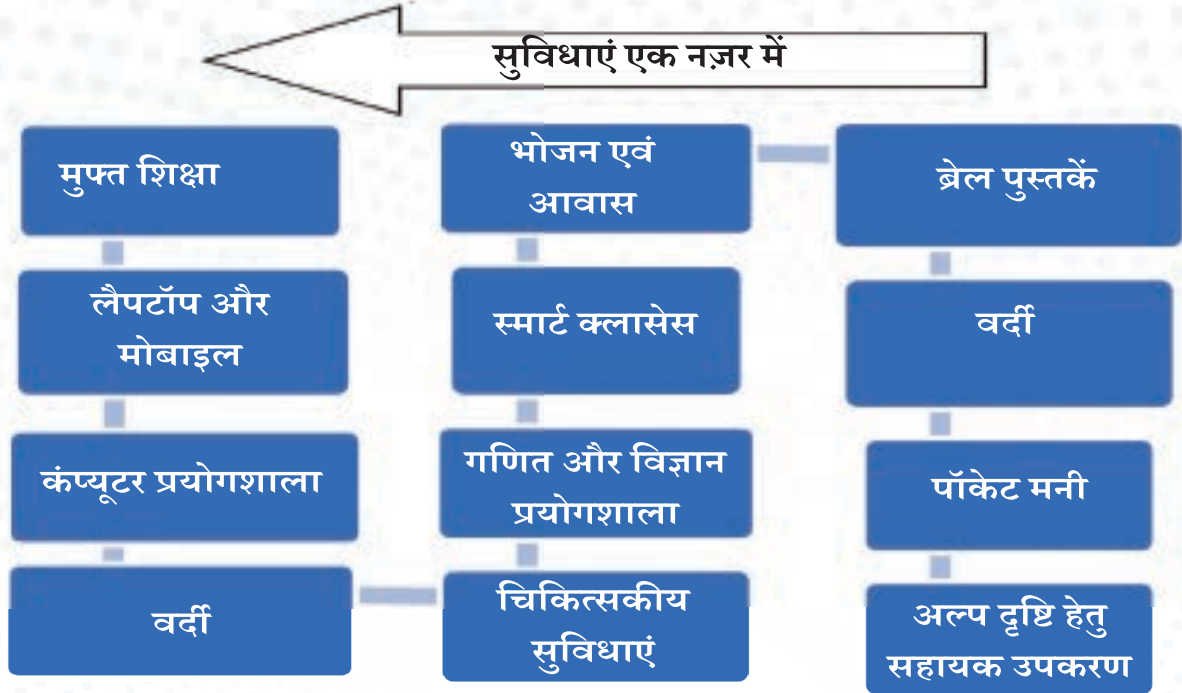 सुविधाएं एक नज़र में
मुफ्त शिक्षा
लैपटॉप और
मोबाइल
कंप्यूटर प्रयोगशाला
वर्दी
भोजन एवं
आवास
स्मार्ट क्लासेस
गणित और विज्ञान
प्रयोगशाला
चिकित्सकीय
सुविधाएं
ब्रेल पुस्तकें
वर्दी
पॉकेट मनी
अल्प दृष्टि हेतु
सहायक उपकरण